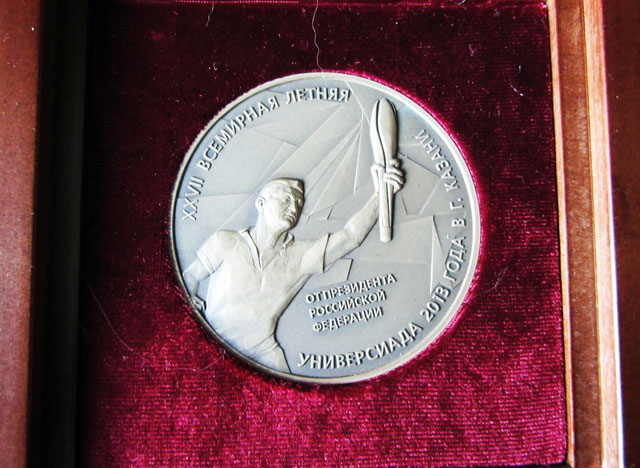 XXVII ВСЕМИРНАЯ ЛЕТНЯЯ
УНИВЕРСИАДА 2013 ГОДА В Г. КАЗАНИ
ОТ ПРЕЗИДЕНТА
РОССИЙСКОЙ
ФЕДЕРАЦИИ